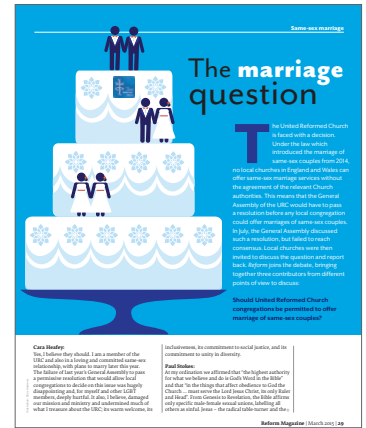 Same-sex marriage
The marriage
question
The United Reformed Church
is faced with a decision.
Under the law which
introduced the marriage of
same-sex couples from 2014,
no local churches in England and Wales can
offer same-sex marriage services without
the agreement of the relevant Church
authorities. This means that the General
Assembly of the URC would have to pass
a resolution before any local congregation
could offer marriages of same-sex couples.
In July, the General Assembly discussed
such a resolution, but failed to reach
consensus. Local churches were then
invited to discuss the question and report
back. Reform joins the debate, bringing
together three contributors from different
points of view to discuss
Should United Reformed Church
congregations be permitted to offer
marriage of same-sex couples?
Cara Heafey:
Yes, I believe they should. I am a member of the
URC and also in a loving and committed same-sex
relationship, with plans to marry later this year.
The failure of last year's General Assembly to pass
a permissive resolution that would allow local
congregations to decide on this issue was hugely
disappointing and, for myself and other LGBT
members, deeply hurtful. It also, I believe, damaged
our mission and ministry and undermined much of
what I treasure about the URC; its warm welcome, its
inclusiveness, its commitment to social justice, and its
commitment to unity in diversity.
Paul Stokes:
At my ordination we affirmed that "the highest authority
for what we believe and do is God's Word in the Bible"
and that "in the things that affect obedience to God the
Church … must serve the Lord Jesus Christ, its only Ruler
and Head". From Genesis to Revelation, the Bible affirms
only specific male-female sexual unions, labelling all
others as sinful. Jesus – the radical table-turner and the
Reform Magazine | March 2015 | 29